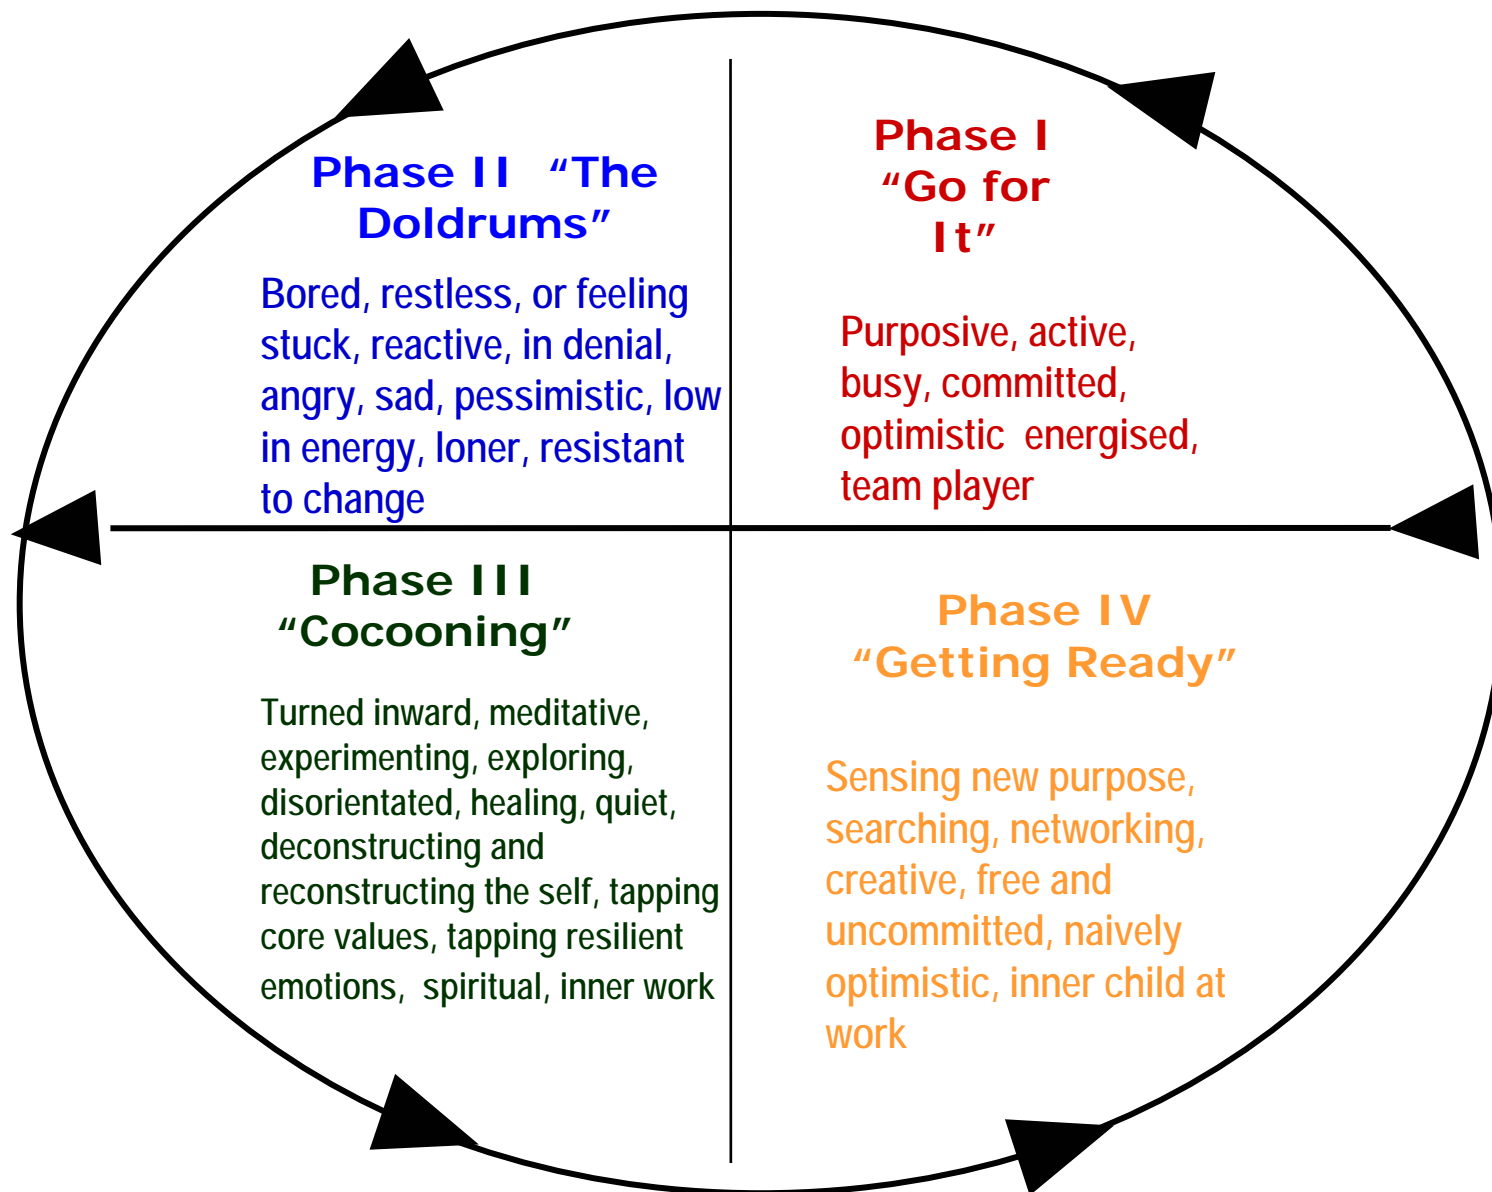 Phase I
“Go for
It”
Purposive, active,
busy, committed,
optimistic energised,
team player
Phase II “The
Doldrums”
Bored, restless, or feeling
stuck, reactive, in denial,
angry, sad, pessimistic, low
in energy, loner, resistant
to change
Phase III
“Cocooning”
Turned inward, meditative,
experimenting, exploring,
disorientated, healing, quiet,
deconstructing and
reconstructing the self, tapping
core values, tapping resilient
emotions, spiritual, inner work
Phase IV
“Getting Ready”
Sensing new purpose,
searching, networking,
creative, free and
uncommitted, naively
optimistic, inner child at
work